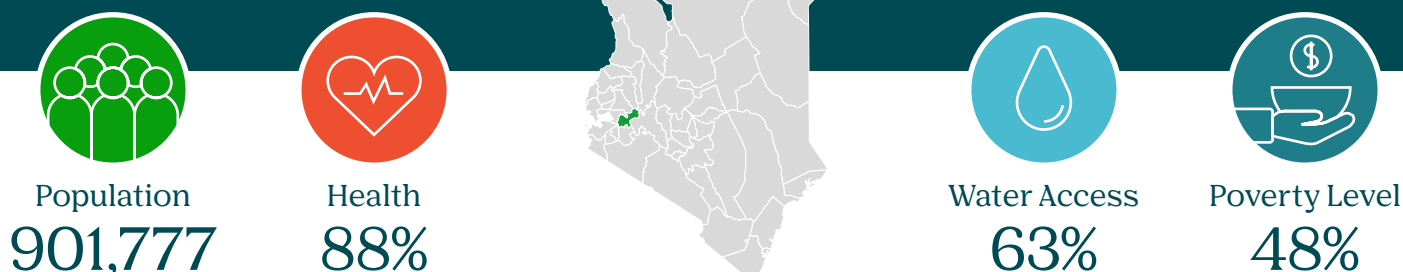 Population
901,777
Health
88%
Water Access
63%
Poverty Level
48%
$